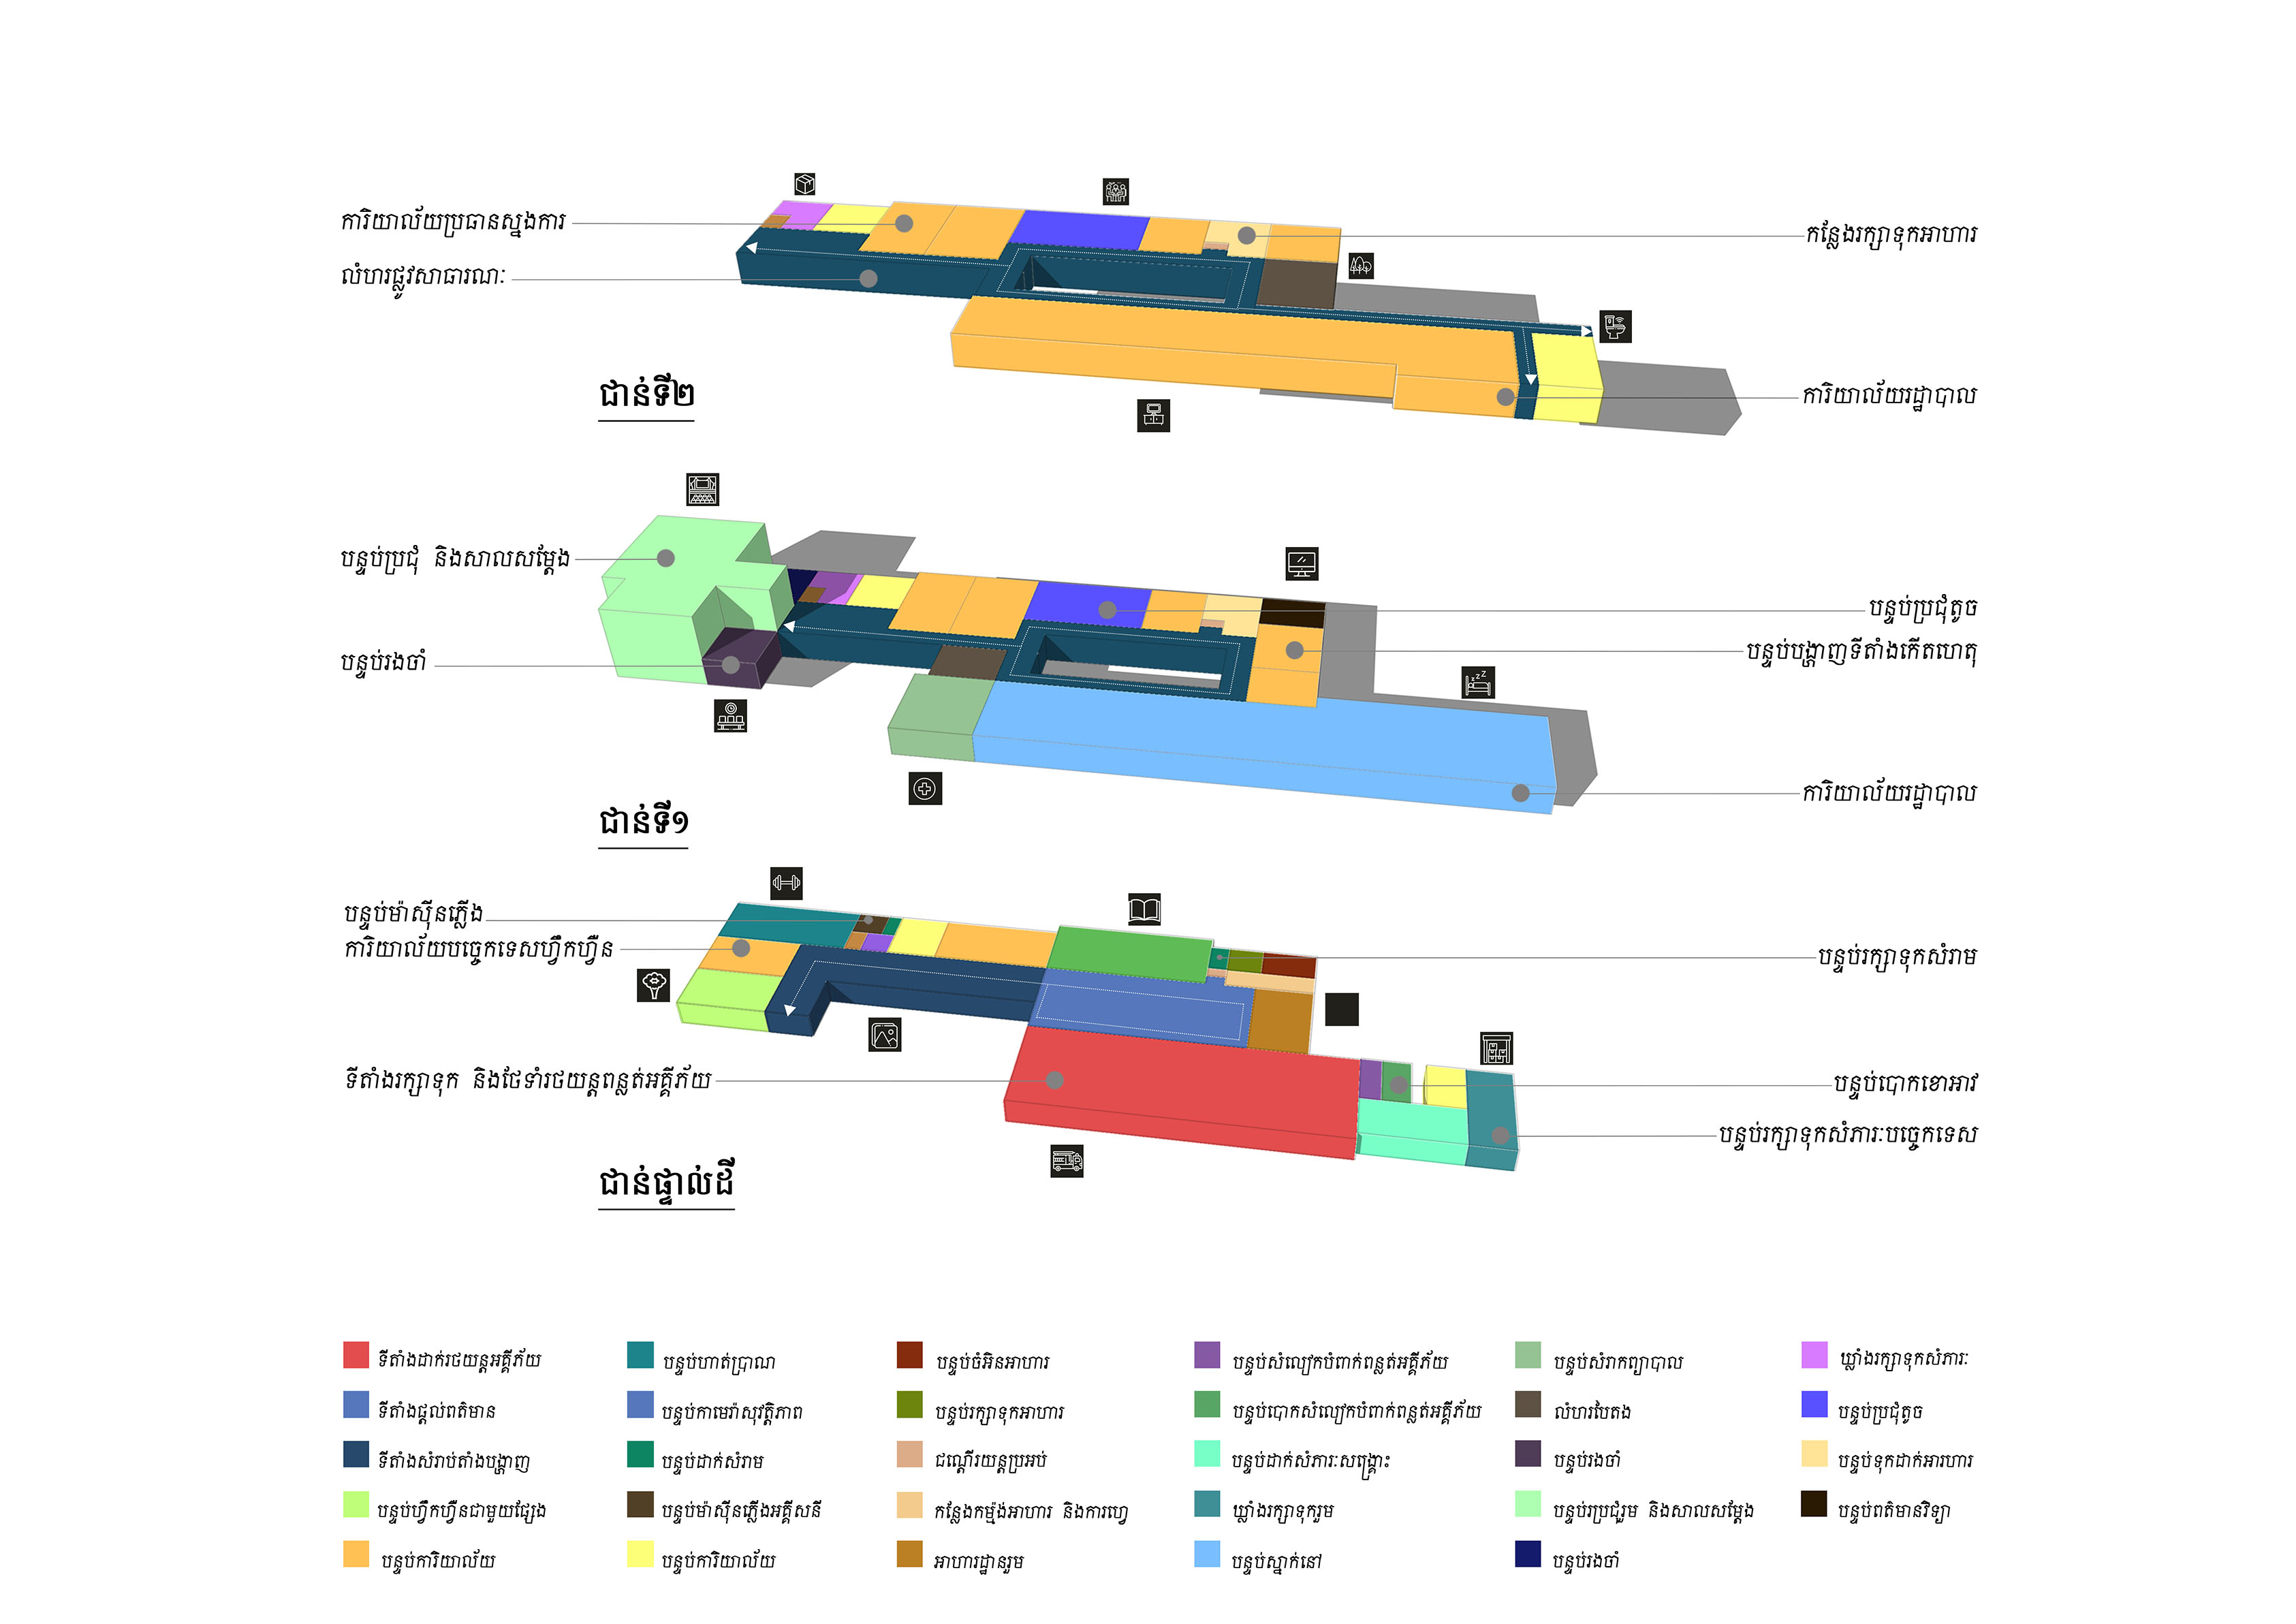 ការិយាល័យប្រធានស្នងការ
កន្លែងរក្សាទុកអាហារ
លំហរផ្លូវសាធារណៈ
ជាន់ទី២
ការិយាល័យរដ្ឋាបាល
បន្ទប់ប្រជុំ និងសាលសម្ដែង
បន្ទប់ប្រជុំតូច
បន្ទប់បង្ហាញទីតាំងកើតហេតុ
បន្ទប់រងចាំ
ការិយាល័យរដ្ឋាបាល
ជាន់ទី១
បន្ទប់ម៉ាស៊ីនភ្លើង
ការិយាល័យបច្ចេកទេសហ្វឹកហ្វឺន
បន្ទប់រក្សាទុកសំរាម
ទីតាំងរក្សាទុក និងថែទាំរថយន្តពន្លត់អគ្គីភ័យ
បន្ទប់បោកខោអាវ
បន្ទប់រក្សាទុកសំភារៈបច្ចេកទេស
ជាន់ផ្ទាល់ដី
ទីតាំងដាក់រថយន្តអគ្គីភ័យ
ទីតាំងផ្ដល់ពត៌មាន
ទីតាំងសំរាប់តាំងបង្ហាញ
បន្ទប់ហ្វឹកហ្វឺនជាមួយផ្សែង
បន្ទប់ការិយាល័យ
បន្ទប់ហាត់ប្រាណ
បន្ទប់កាមេរ៉ាសុវត្តិភាព
បន្ទប់ដាក់សំរាម
បន្ទប់ម៉ាស៊ីនភ្លើងអគ្គីសនី
បន្ទប់ការិយាល័យ
បន្ទប់ចំអិនអាហារ
បន្ទប់រក្សាទុកអាហារ
ជណ្ដើរយន្តប្រអប់
កន្លែងកម្ម៉ង់អាហារ និងការហ្វេ
អាហារដ្ឋានរួម
បន្ទប់សំលៀកបំពាក់ពន្លត់អគ្គីភ័យ
បន្ទប់បោកសំលៀកបំពាក់ពន្លត់អគ្គីភ័យ
បន្ទប់ដាក់សំភារៈសង្គ្រោះ
ឃ្លាំងរក្សាទុករួម
បន្ទប់ស្នាក់នៅ
បន្ទប់សំរាកព្យាបាល
លំហរបៃតង
បន្ទប់រងចាំ
បន្ទប់រប្រជុំរួម និងសាលសម្ដែង
បន្ទប់រងចាំ
ឃ្លាំងរក្សាទុកសំភារៈ
បន្ទប់ប្រជុំតូច
បន្ទប់ទុកដាក់អារហារ
បន្ទប់ពត៌មានវិទ្យា